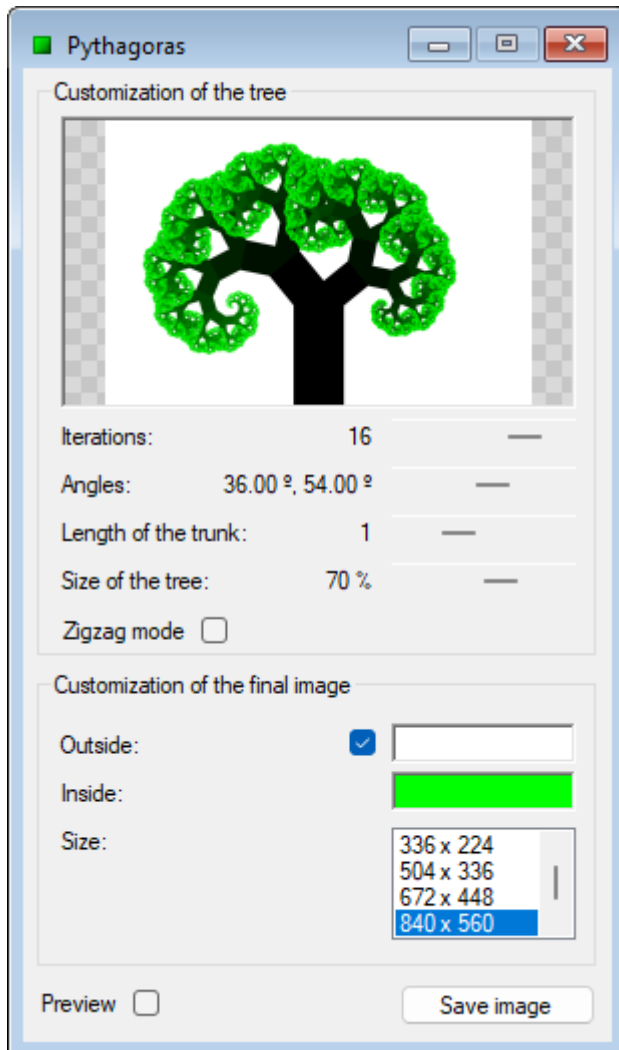 Pythagoras
Customization of the tree
Iterations: 16
Angles: 36.00 º, 54.00 º
Length of the trunk: 1
Size of the tree: 70 %
Zigzag mode
Customization of the final image
Outside:
Inside:
Size:
336 x 224
504 x 336
672 x 448
840 x 560
Preview
Save image